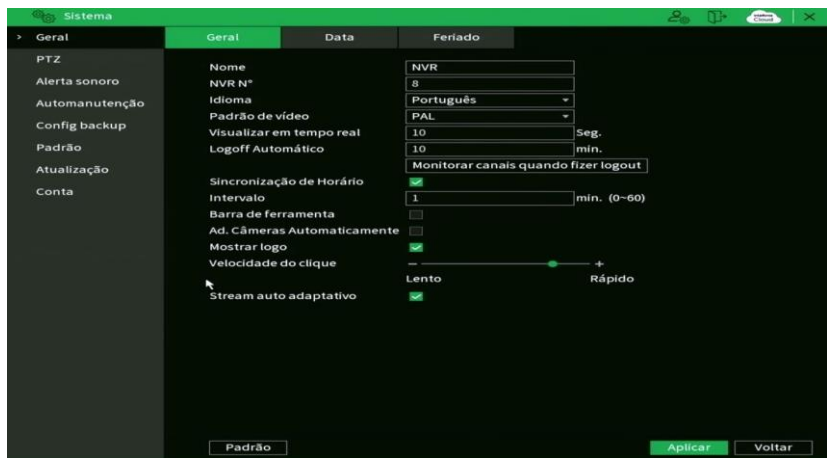 Sistema
Cloud
> Geral
PTZ
Alerta sonoro
Automanutenção
Config backup
Padrão
Atualização
Conta
Geral Data Feriado
Nome NVR
NVR N° 8
Idioma Português
Padrão de vídeo PAL
Visualizar em tempo real 10 Seg.
Logoff Automático 10 min.
Monitorar canais quando fizer logout
Sincronização de Horário
Intervalo 1 min. (0~60)
Barra de ferramenta
Ad. Câmeras Automaticamente
Mostrar logo
Velocidade do clique − +
Lento Rápido
Stream auto adaptativo
Padrão Aplicar Voltar